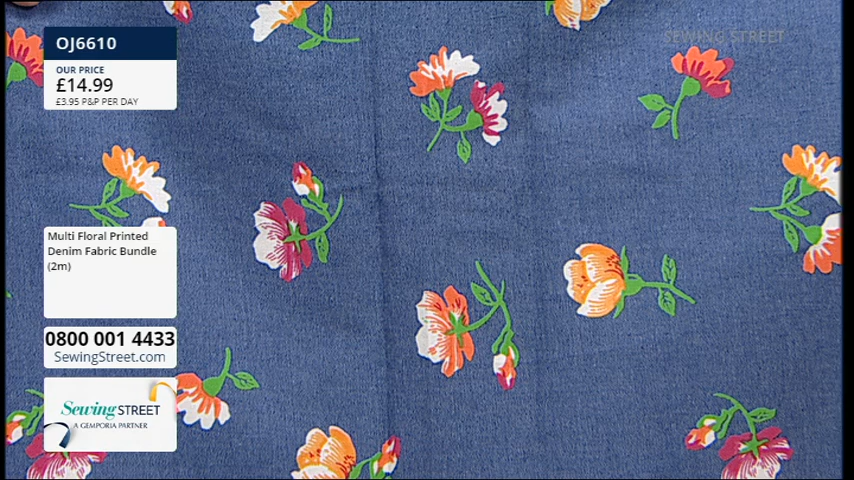 OJ6610
OUR PRICE
£14.99
£3.95 P&P PER DAY
SEWING STREET
Multi Floral Printed
Denim Fabric Bundle
(2m)
0800 001 4433
SewingStreet.com
Sewing STREET
A GEMPORIA PARTNER